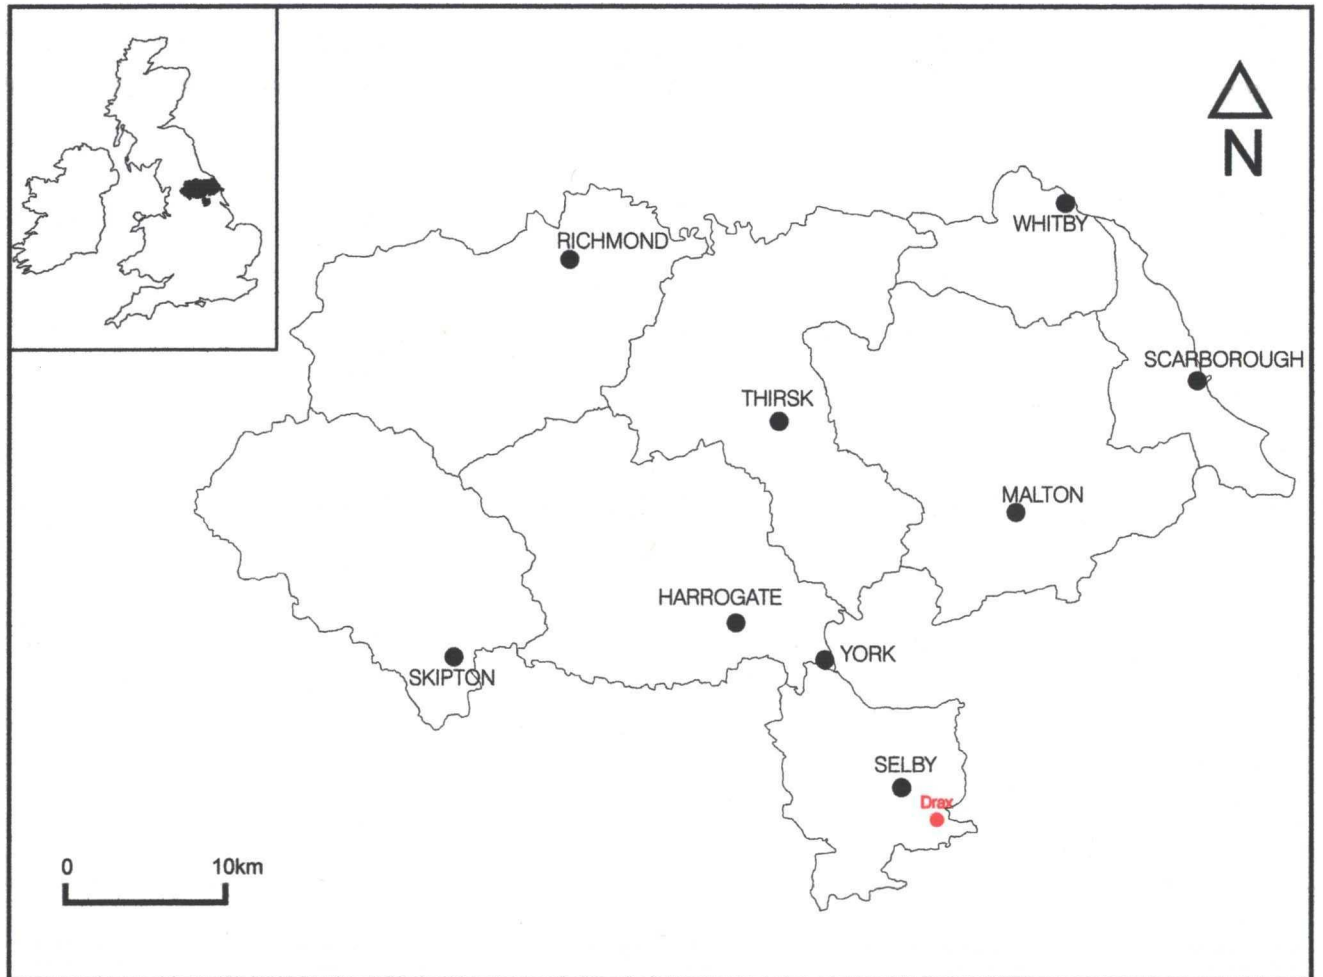 N
WHITBY
RICHMOND
SCARBOROUGH
THIRSK
MALTON
HARROGATE
YORK
SKIPTON
SELBY
Drax
0 10km